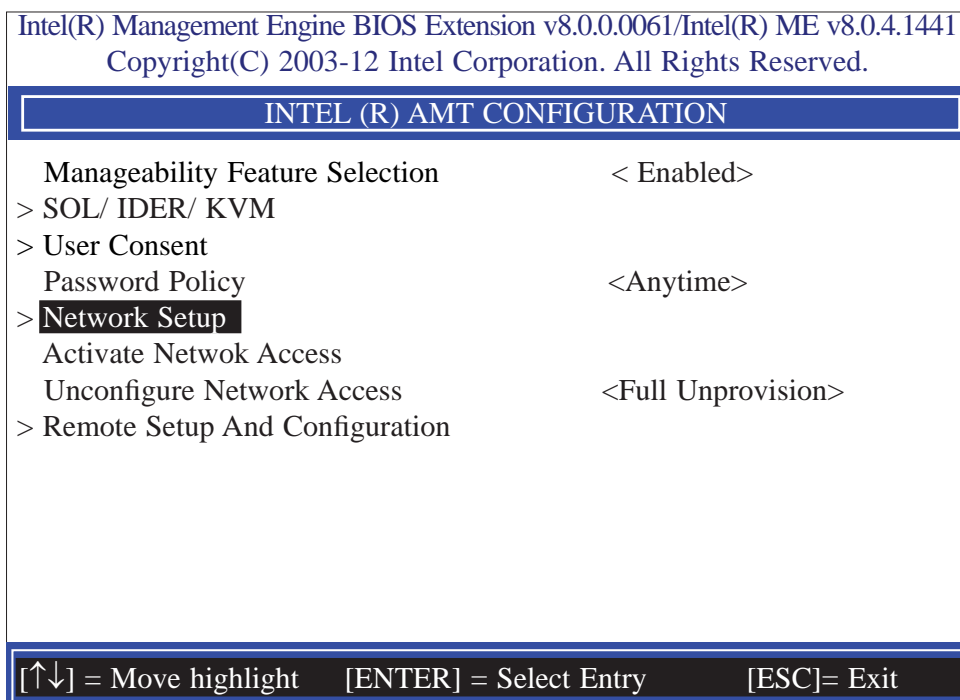 Intel(R) Management Engine BIOS Extension v8.0.0.0061/Intel(R) ME v8.0.4.1441
Copyright(C) 2003-12 Intel Corporation. All Rights Reserved.
INTEL (R) AMT CONFIGURATION
Manageability Feature Selection < Enabled>
> SOL/ IDER/ KVM
> User Consent
Password Policy <Anytime>
> Network Setup
Activate Netwok Access
Unconfigure Network Access <Full Unprovision>
> Remote Setup And Configuration
[↑↓] = Move highlight [ENTER] = Select Entry [ESC]= Exit